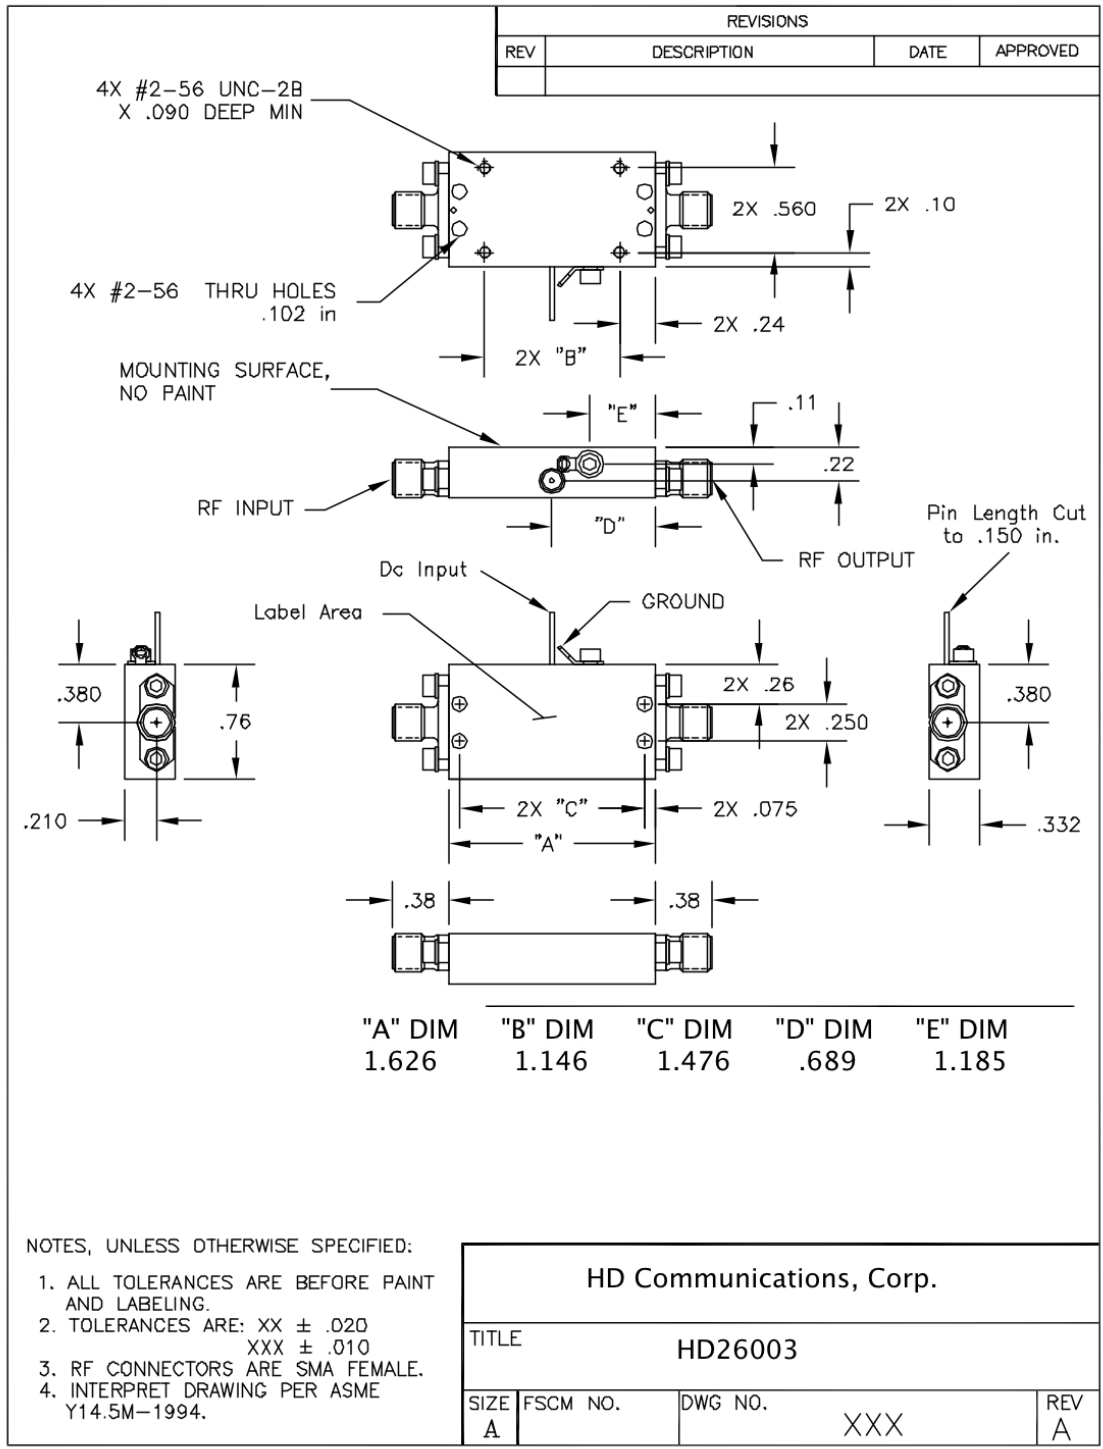 REVISIONS
REV DESCRIPTION DATE APPROVED
4X #2-56 UNC-2B
X .090 DEEP MIN
2X .560
2X .10
4X #2-56 THRU HOLES
.102 in
2X .24
2X "B"
MOUNTING SURFACE,
NO PAINT
"E"
.11
.22
RF INPUT
"D"
RF OUTPUT
Pin Length Cut
to .150 in.
Dc Input
GROUND
Label Area
.380
.76
2X .26
2X .250
.380
.210
2X "C"
2X .075
.332
"A"
.38
.38
"A" DIM "B" DIM "C" DIM "D" DIM "E" DIM
1.626 1.146 1.476 .689 1.185
NOTES, UNLESS OTHERWISE SPECIFIED:
1. ALL TOLERANCES ARE BEFORE PAINT
AND LABELING.
2. TOLERANCES ARE: XX ± .020
XXX ± .010
3. RF CONNECTORS ARE SMA FEMALE.
4. INTERPRET DRAWING PER ASME
Y14.5M-1994.
HD Communications, Corp.
TITLE
HD26003
SIZE FSCM NO. DWG NO. REV
A XXX A